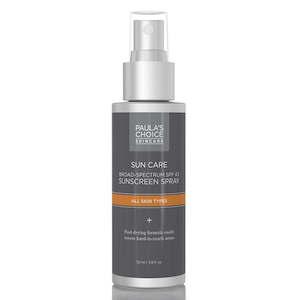 PAULA'S
CHOICE
SKINCARE
SUN CARE
BROAD-SPECTRUM SPF 43
SUNSCREEN SPRAY
ALL SKIN TYPES
+
Fast-drying formula easily
covers hard-to-reach areas